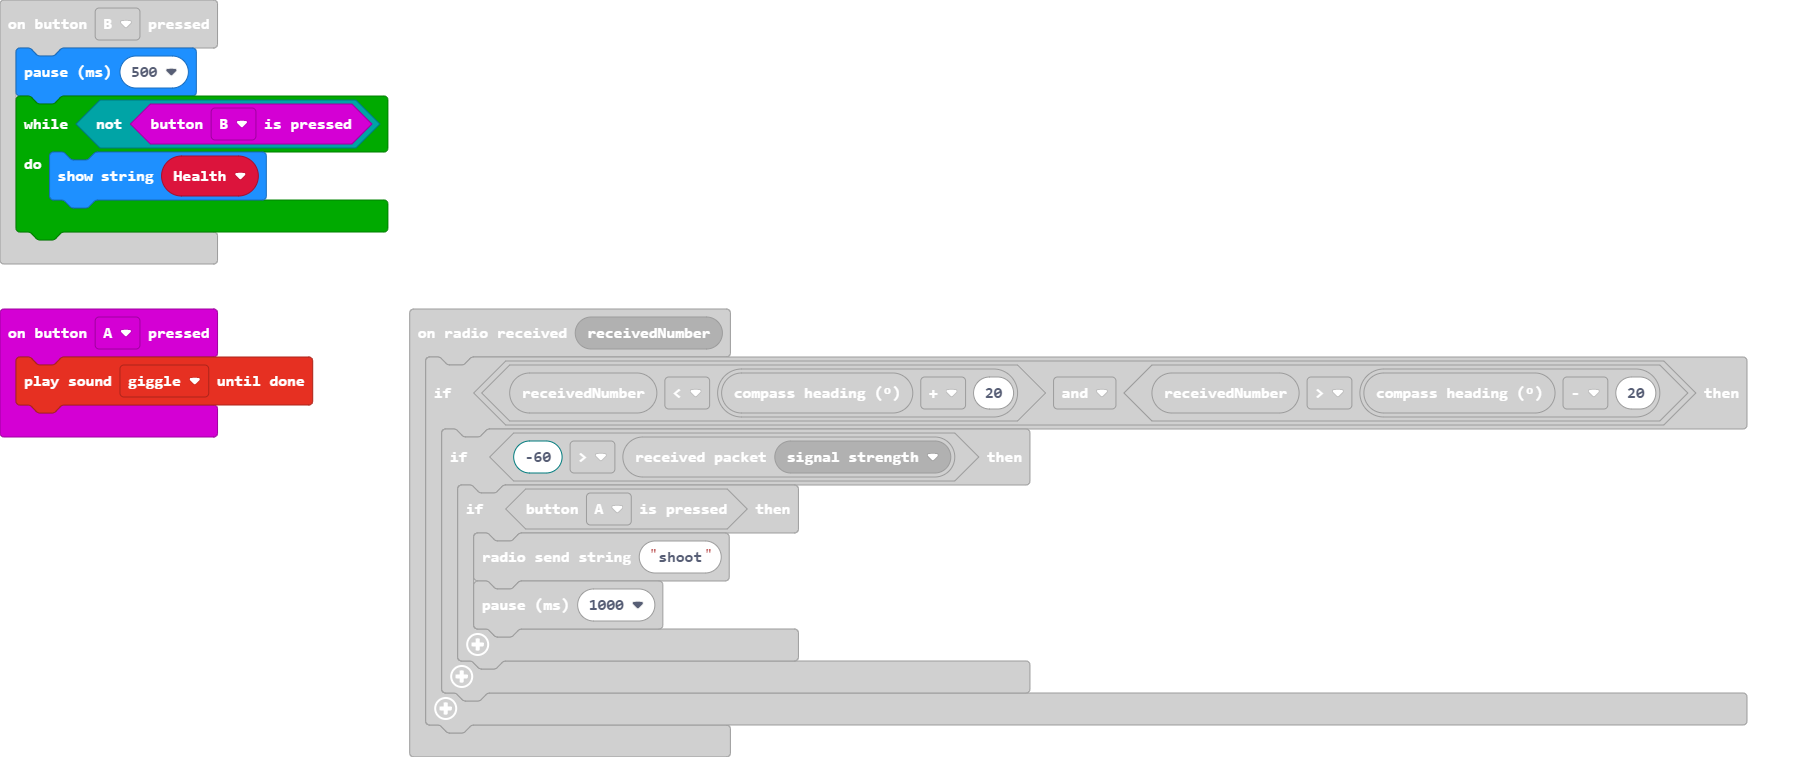 on button B pressed
pause (ms) 500
while not button B is pressed
do
show string Health
on button A pressed
play sound giggle until done
on radio received receivedNumber
if receivedNumber < compass heading (º) + 20 and receivedNumber > compass heading (º) - 20 then
if -60 > received packet signal strength then
if button A is pressed then
radio send string "shoot"
pause (ms) 1000